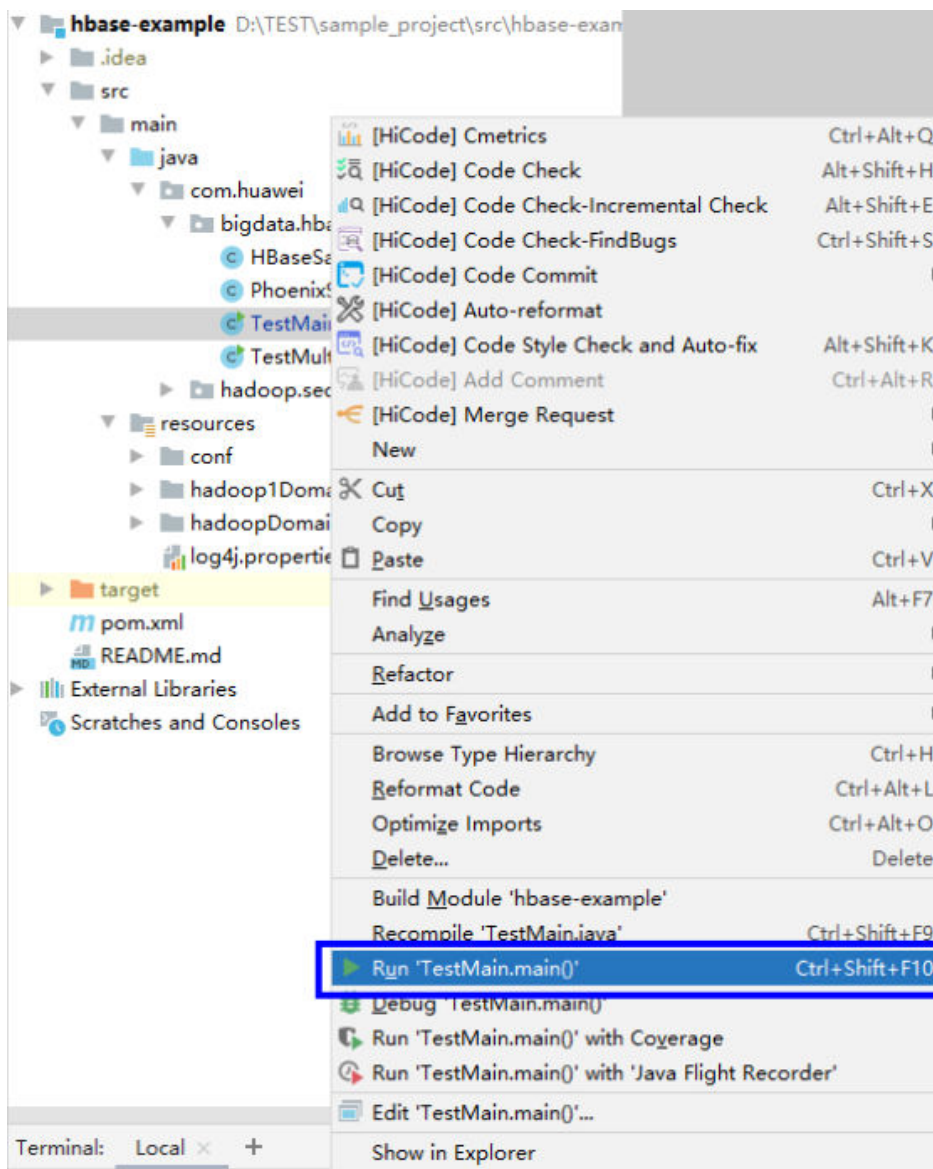 hbase-example D:\TEST\sample_project\src\hbase-exam
.idea
src
main
java
com.huawei
bigdata.hba
HBaseSa
PhoenixS
TestMai
TestMult
hadoop.sec
resources
conf
hadoop1Doma
hadoopDomai
log4j.propertie
target
pom.xml
README.md
External Libraries
Scratches and Consoles
[HiCode] Cmetrics Ctrl+Alt+Q
[HiCode] Code Check Alt+Shift+H
[HiCode] Code Check-Incremental Check Alt+Shift+E
[HiCode] Code Check-FindBugs Ctrl+Shift+S
[HiCode] Code Commit
[HiCode] Auto-reformat
[HiCode] Code Style Check and Auto-fix Alt+Shift+K
[HiCode] Add Comment Ctrl+Alt+R
[HiCode] Merge Request
New
Cut Ctrl+X
Copy
Paste Ctrl+V
Find Usages Alt+F7
Analyze
Refactor
Add to Favorites
Browse Type Hierarchy Ctrl+H
Reformat Code Ctrl+Alt+L
Optimize Imports Ctrl+Alt+O
Delete... Delete
Build Module 'hbase-example'
Recompile 'TestMain.java' Ctrl+Shift+F9
Run 'TestMain.main()' Ctrl+Shift+F10
Debug 'TestMain.main()'
Run 'TestMain.main()' with Coverage
Run 'TestMain.main()' with 'Java Flight Recorder'
Edit 'TestMain.main()'...
Show in Explorer
Terminal: Local × +